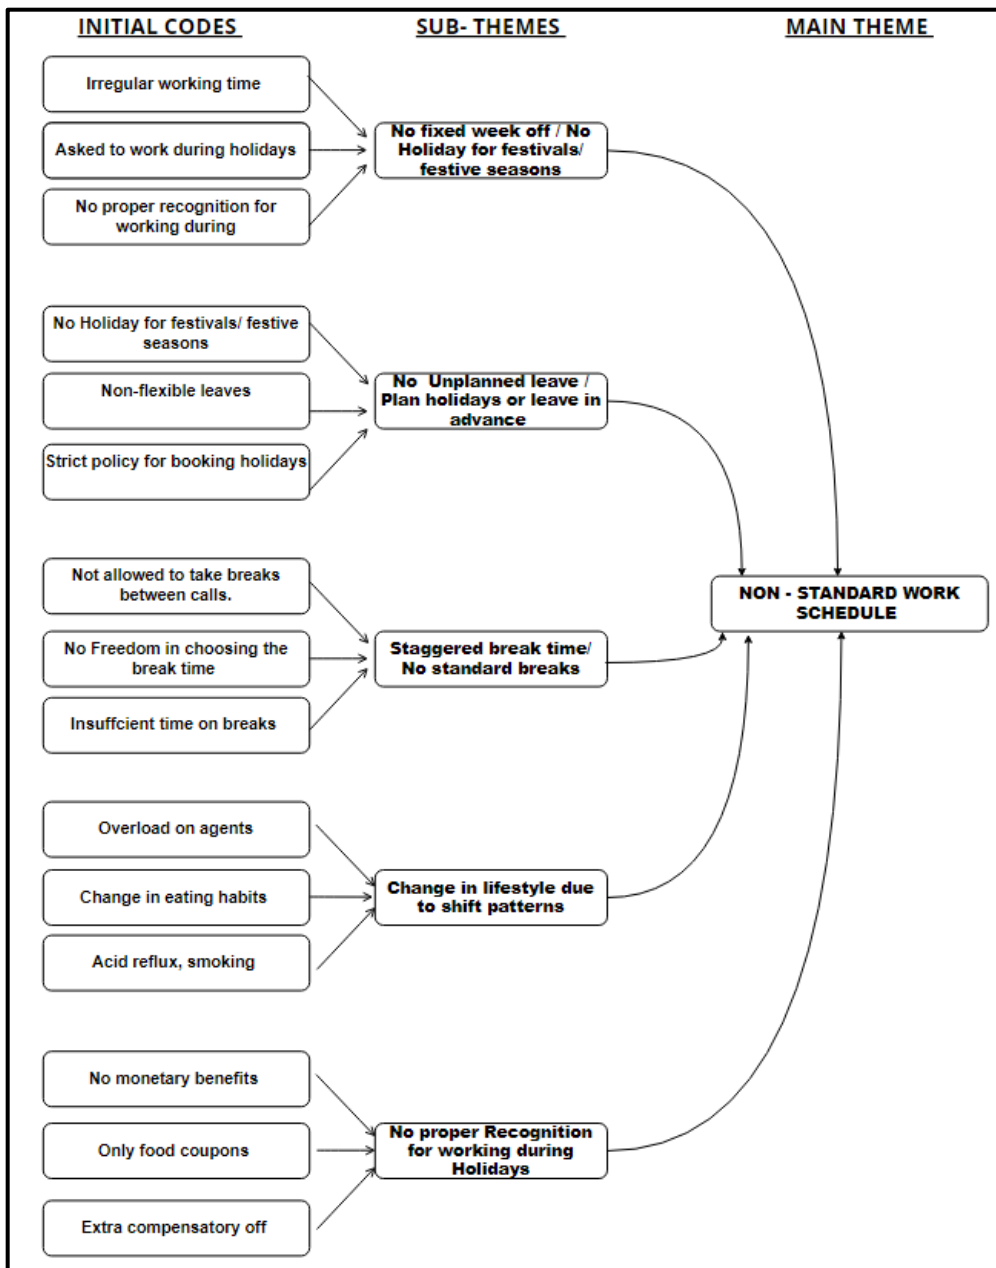 INITIAL CODES
SUB- THEMES
MAIN THEME
Irregular working time
Asked to work during holidays
No proper recognition for
working during
No fixed week off / No
Holiday for festivals/
festive seasons
No Holiday for festivals/ festive
seasons
Non-flexible leaves
Strict policy for booking holidays
No Unplanned leave /
Plan holidays or leave in
advance
Not allowed to take breaks
between calls.
No Freedom in choosing the
break time
Insuffcient time on breaks
Staggered break time/
No standard breaks
NON - STANDARD WORK
SCHEDULE
Overload on agents
Change in eating habits
Acid reflux, smoking
Change in lifestyle due
to shift patterns
No monetary benefits
Only food coupons
Extra compensatory off
No proper Recognition
for working during
Holidays